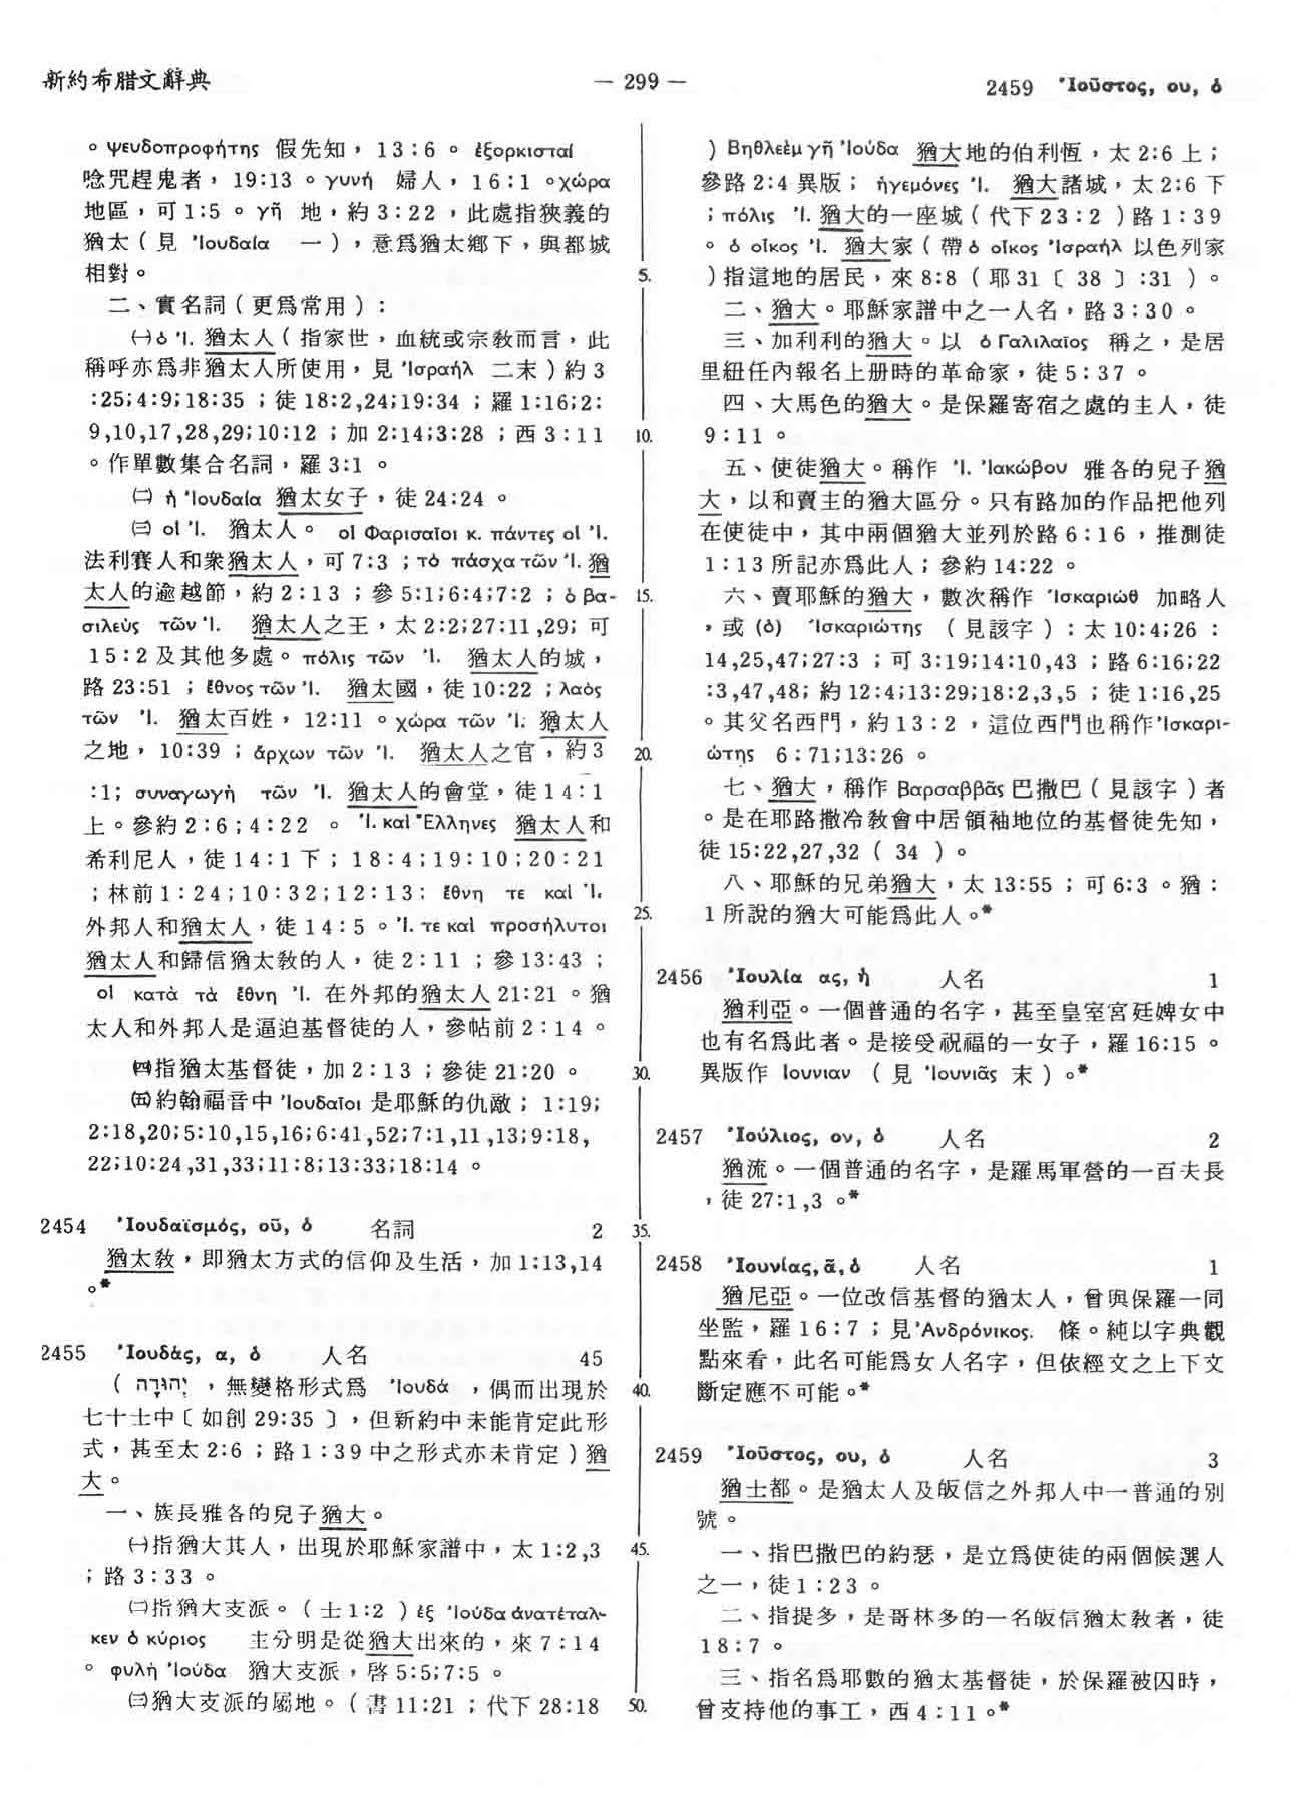 新約希腊文辭典
— 299 —
2459 Ἰοῦστος, ου, ὁ
。ψευδοπροφήτης 假先知，13:6。ἐξορκισταί
唸咒趕鬼者，19:13。γυνή 婦人，16:1。χώρα
地區，可1:5。γῆ 地，約3:22，此處指狹義的
猶太（見 Ἰουδαία 一），意爲猶太鄉下，與都城
相對。
二、實名詞（更爲常用）：
㈠ὁ Ἰ. 猶太人（指家世，血統或宗敎而言，此
稱呼亦爲非猶太人所使用，見 Ἰσραήλ 二末）約3
:25;4:9;18:35；徒18:2,24;19:34；羅1:16;2:
9,10,17,28,29;10:12；加2:14;3:28；西3:11
。作單數集合名詞，羅3:1。
㈡ ἡ Ἰουδαία 猶太女子，徒24:24。
㈢ οἱ Ἰ. 猶太人。οἱ Φαρισαῖοι κ. πάντες οἱ Ἰ.
法利賽人和衆猶太人，可7:3；τὸ πάσχα τῶν Ἰ. 猶
太人的逾越節，約2:13；參5:1;6:4;7:2；ὁ βα-
σιλεὺς τῶν Ἰ. 猶太人之王，太2:2;27:11,29; 可
15:2及其他多處。πόλις τῶν Ἰ. 猶太人的城，
路23:51；ἔθνος τῶν Ἰ. 猶太國，徒10:22；λαὸς
τῶν Ἰ. 猶太百姓，12:11。χώρα τῶν Ἰ. 猶太人
之地，10:39；ἄρχων τῶν Ἰ. 猶太人之官，約3
:1; συναγωγὴ τῶν Ἰ. 猶太人的會堂，徒14:1
上。參約2:6;4:22。Ἰ. καὶ Ἕλληνες 猶太人和
希利尼人，徒14:1下；18:4;19:10;20:21
；林前1:24;10:32;12:13; ἔθνη τε καὶ Ἰ.
外邦人和猶太人，徒14:5。Ἰ. τε καὶ προσήλυτοι
猶太人和歸信猶太敎的人，徒2:11；參13:43；
οἱ κατὰ τὰ ἔθνη Ἰ. 在外邦的猶太人21:21。猶
太人和外邦人是逼迫基督徒的人，參帖前2:14。
㈣指猶太基督徒，加2:13；參徒21:20。
㈤約翰福音中 Ἰουδαῖοι 是耶穌的仇敵；1:19;
2:18,20;5:10,15,16;6:41,52;7:1,11,13;9:18,
22;10:24,31,33;11:8;13:33;18:14。
2454 Ἰουδαϊσμός, οῦ, ὁ 名詞 2
猶太敎，即猶太方式的信仰及生活，加1:13,14
。*
2455 Ἰουδάς, α, ὁ 人名 45
（יְהוּדָה，無變格形式爲 Ἰουδά，偶而出現於
七十士中〔如創29:35〕，但新約中未能肯定此形
式，甚至太2:6；路1:39中之形式亦未肯定）猶
大。
一、族長雅各的兒子猶大。
㈠指猶大其人，出現於耶穌家譜中，太1:2,3
；路3:33。
㈡指猶大支派。（士1:2）ἐξ Ἰούδα ἀνατέταλ-
κεν ὁ κύριος 主分明是從猶大出來的，來7:14
。φυλὴ Ἰούδα 猶大支派，啓5:5;7:5。
㈢猶大支派的屬地。（書11:21；代下28:18
5.
10.
15.
20.
25.
30.
35.
40.
45.
50.
）Βηθλεὲμ γῆ Ἰούδα 猶大地的伯利恆，太2:6上；
參路2:4異版；ἡγεμόνες Ἰ. 猶大諸城，太2:6下
；πόλις Ἰ. 猶大的一座城（代下23:2）路1:39
。ὁ οἶκος Ἰ. 猶大家（帶ὁ οἶκος Ἰσραήλ 以色列家
）指這地的居民，來8:8（耶31〔38〕:31）。
二、猶大。耶穌家譜中之一人名，路3:30。
三、加利利的猶大。以 ὁ Γαλιλαῖος 稱之，是居
里紐任內報名上册時的革命家，徒5:37。
四、大馬色的猶大。是保羅寄宿之處的主人，徒
9:11。
五、使徒猶大。稱作 Ἰ. Ἰακώβου 雅各的兒子猶
大，以和賣主的猶大區分。只有路加的作品把他列
在使徒中，其中兩個猶大並列於路6:16，推測徒
1:13所記亦爲此人；參約14:22。
六、賣耶穌的猶大，數次稱作 Ἰσκαριώθ 加略人
，或 (ὁ) Ἰσκαριώτης （見該字）：太10:4;26:
14,25,47;27:3；可3:19;14:10,43；路6:16;22
:3,47,48; 約12:4;13:29;18:2,3,5；徒1:16,25
。其父名西門，約13:2，這位西門也稱作Ἰσκαρι-
ώτης 6:71;13:26。
七、猶大，稱作 Βαρσαββᾶς 巴撒巴（見該字）者
。是在耶路撒冷敎會中居領袖地位的基督徒先知，
徒15:22,27,32（34）。
八、耶穌的兄弟猶大，太13:55；可6:3。猶：
1所說的猶大可能爲此人。*
2456 Ἰουλία ας, ἡ 人名 1
猶利亞。一個普通的名字，甚至皇室宮廷婢女中
也有名爲此者。是接受祝福的一女子，羅16:15。
異版作 Ιουνιαν （見 Ἰουνιᾶς 末）。*
2457 Ἰούλιος, ον, ὁ 人名 2
猶流。一個普通的名字，是羅馬軍營的一百夫長
，徒27:1,3。*
2458 Ἰουνίας, ᾶ, ὁ 人名 1
猶尼亞。一位改信基督的猶太人，曾與保羅一同
坐監，羅16:7；見Ἀνδρόνικος. 條。純以字典觀
點來看，此名可能爲女人名字，但依經文之上下文
斷定應不可能。*
2459 Ἰοῦστος, ου, ὁ 人名 3
猶士都。是猶太人及皈信之外邦人中一普通的別
號。
一、指巴撒巴的約瑟，是立爲使徒的兩個候選人
之一，徒1:23。
二、指提多，是哥林多的一名皈信猶太敎者，徒
18:7。
三、指名爲耶數的猶太基督徒，於保羅被囚時，
曾支持他的事工，西4:11。*